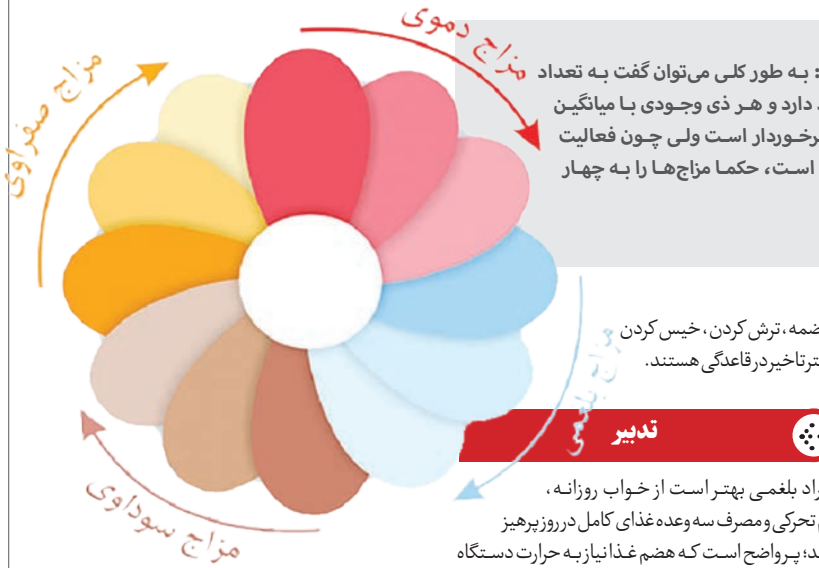 مزاج دموی
مزاج صفراوی
: به طور کلی می‌توان گفت به تعداد
دارد و هر ذی وجودی با میانگین
برخوردار است ولی چون فعالیت
است، حکما مزاج‌ها را به چهار
ضمه، ترش کردن، خیس کردن
تر تاخیر در قاعدگی هستند.
مزاج بلغمی
تدبیر
راد بلغمی بهتر است از خواب روزانه،
تحرکی و مصرف سه وعده غذای کامل در روز پرهیز
ند؛ پر واضح است که هضم غذا نیاز به حرارت دستگاه
مزاج سوداوی